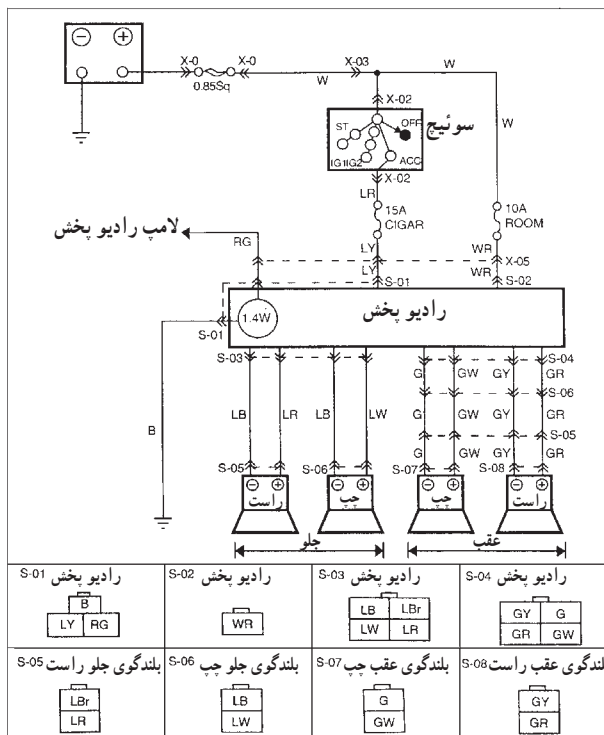 X-0 X-0 X-03 W
0.85Sq W
X-02 W
ST OFF سوئیچ
IG1IG2 ACC
X-02
LR 15A CIGAR 10A ROOM
لامپ رادیو پخش
RG LY WR X-05
LY S-01 WR S-02
رادیو پخش
1.4W
S-01
S-03 S-04
G GW GY GR
S-06
B LB LR LB LW G GW GY GR
S-05
S-05 S-06 S-07 G GW S-08 GY GR
راست چپ چپ راست
جلو عقب
S-01 رادیو پخش
B
LY RG
S-02 رادیو پخش
WR
S-03 رادیو پخش
LB LBr
LW LR
S-04 رادیو پخش
GY G
GR GW
S-05 بلندگوی جلو راست
LBr
LR
S-06 بلندگوی جلو چپ
LB
LW
S-07 بلندگوی عقب چپ
G
GW
S-08 بلندگوی عقب راست
GY
GR